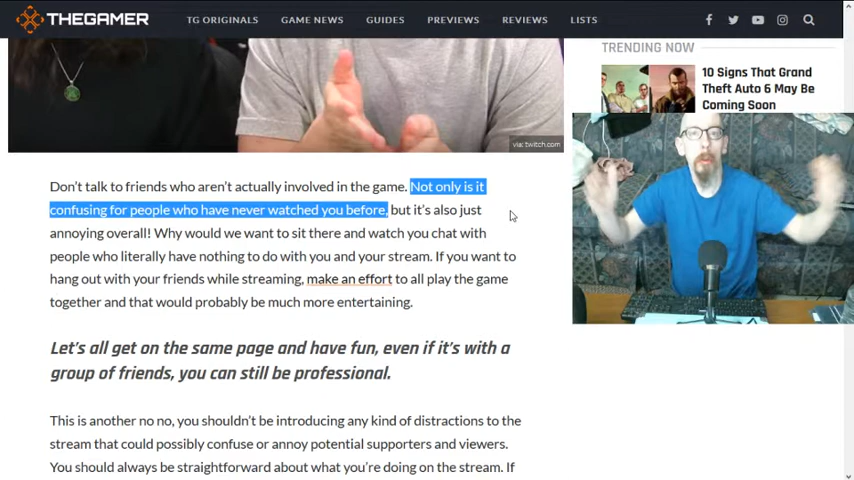 THEGAMER
TG ORIGINALS
GAME NEWS
GUIDES
PREVIEWS
REVIEWS
LISTS
TRENDING NOW
10 Signs That Grand
Theft Auto 6 May Be
Coming Soon
via: twitch.com
Don’t talk to friends who aren’t actually involved in the game. Not only is it
confusing for people who have never watched you before, but it’s also just
annoying overall! Why would we want to sit there and watch you chat with
people who literally have nothing to do with you and your stream. If you want to
hang out with your friends while streaming, make an effort to all play the game
together and that would probably be much more entertaining.
Let’s all get on the same page and have fun, even if it’s with a
group of friends, you can still be professional.
This is another no no, you shouldn’t be introducing any kind of distractions to the
stream that could possibly confuse or annoy potential supporters and viewers.
You should always be straightforward about what you’re doing on the stream. If